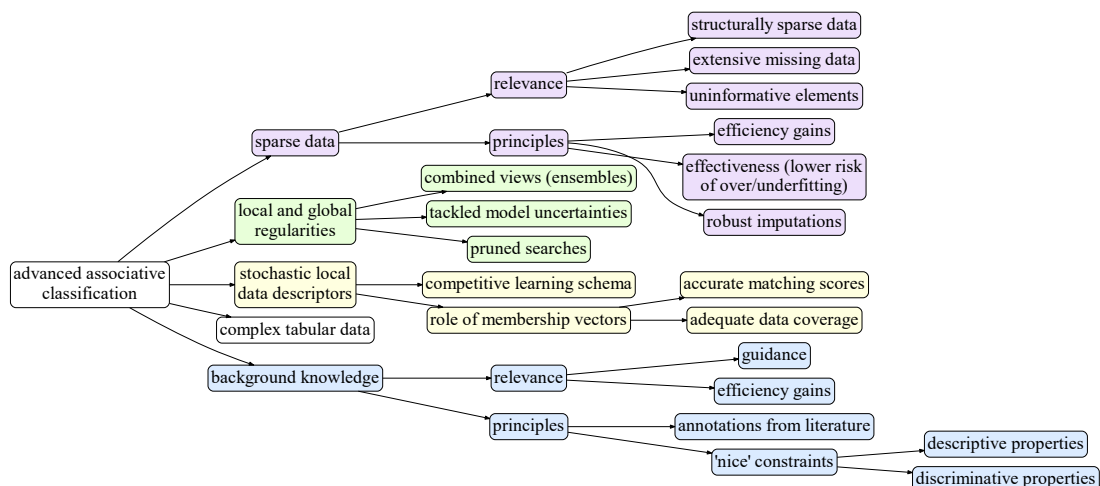 structurally sparse data
extensive missing data
relevance
uninformative elements
efficiency gains
sparse data
principles
effectiveness (lower risk
of over/underfitting)
combined views (ensembles)
local and global
regularities
tackled model uncertainties
robust imputations
pruned searches
advanced associative
classification
stochastic local
data descriptors
competitive learning schema
accurate matching scores
role of membership vectors
adequate data coverage
complex tabular data
guidance
background knowledge
relevance
efficiency gains
principles
annotations from literature
descriptive properties
'nice' constraints
discriminative properties